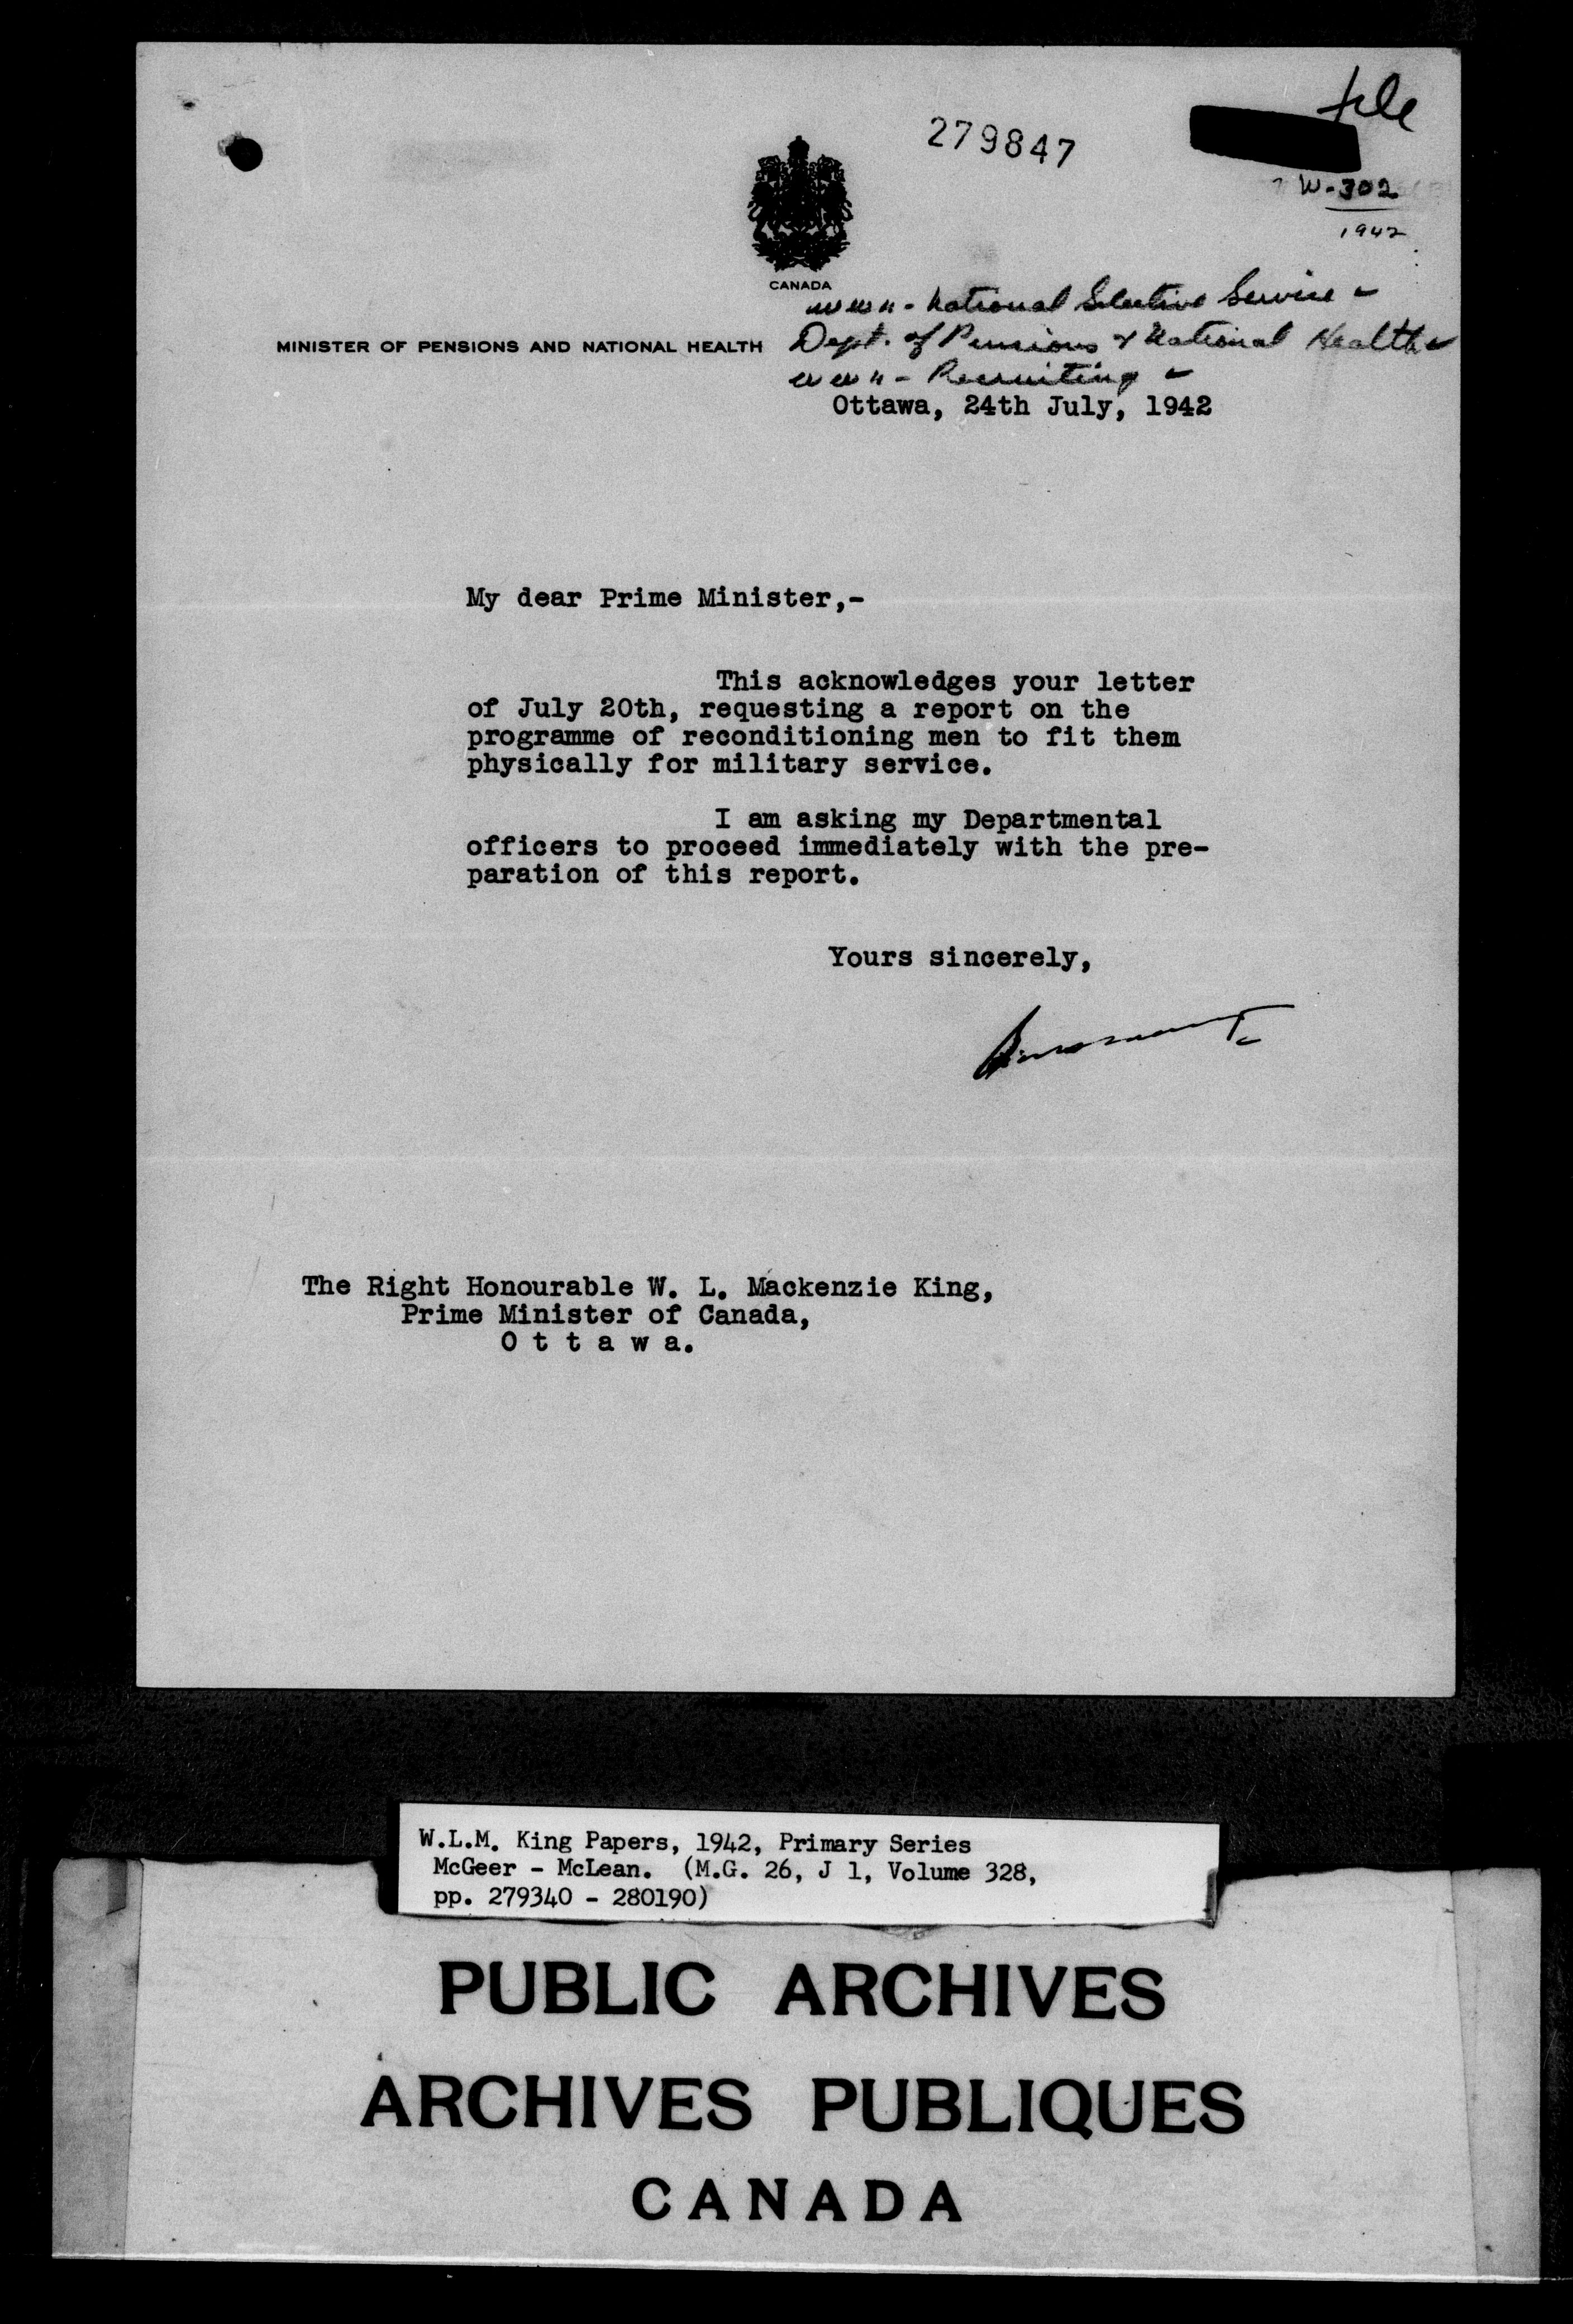 file
279847
W-302
1942
CANADA
National Selective Service
MINISTER OF PENSIONS AND NATIONAL HEALTH
Dept. of Pensions & National Health
Recruiting
Ottawa, 24th July, 1942
My dear Prime Minister,-
This acknowledges your letter
of July 20th, requesting a report on the
programme of reconditioning men to fit them
physically for military service.
I am asking my Departmental
officers to proceed immediately with the pre-
paration of this report.
Yours sincerely,
The Right Honourable W. L. Mackenzie King,
Prime Minister of Canada,
O t t a w a.
W.L.M. King Papers, 1942, Primary Series
McGeer - McLean. (M.G. 26, J 1, Volume 328,
pp. 279340 - 280190)
PUBLIC ARCHIVES
ARCHIVES PUBLIQUES
CANADA